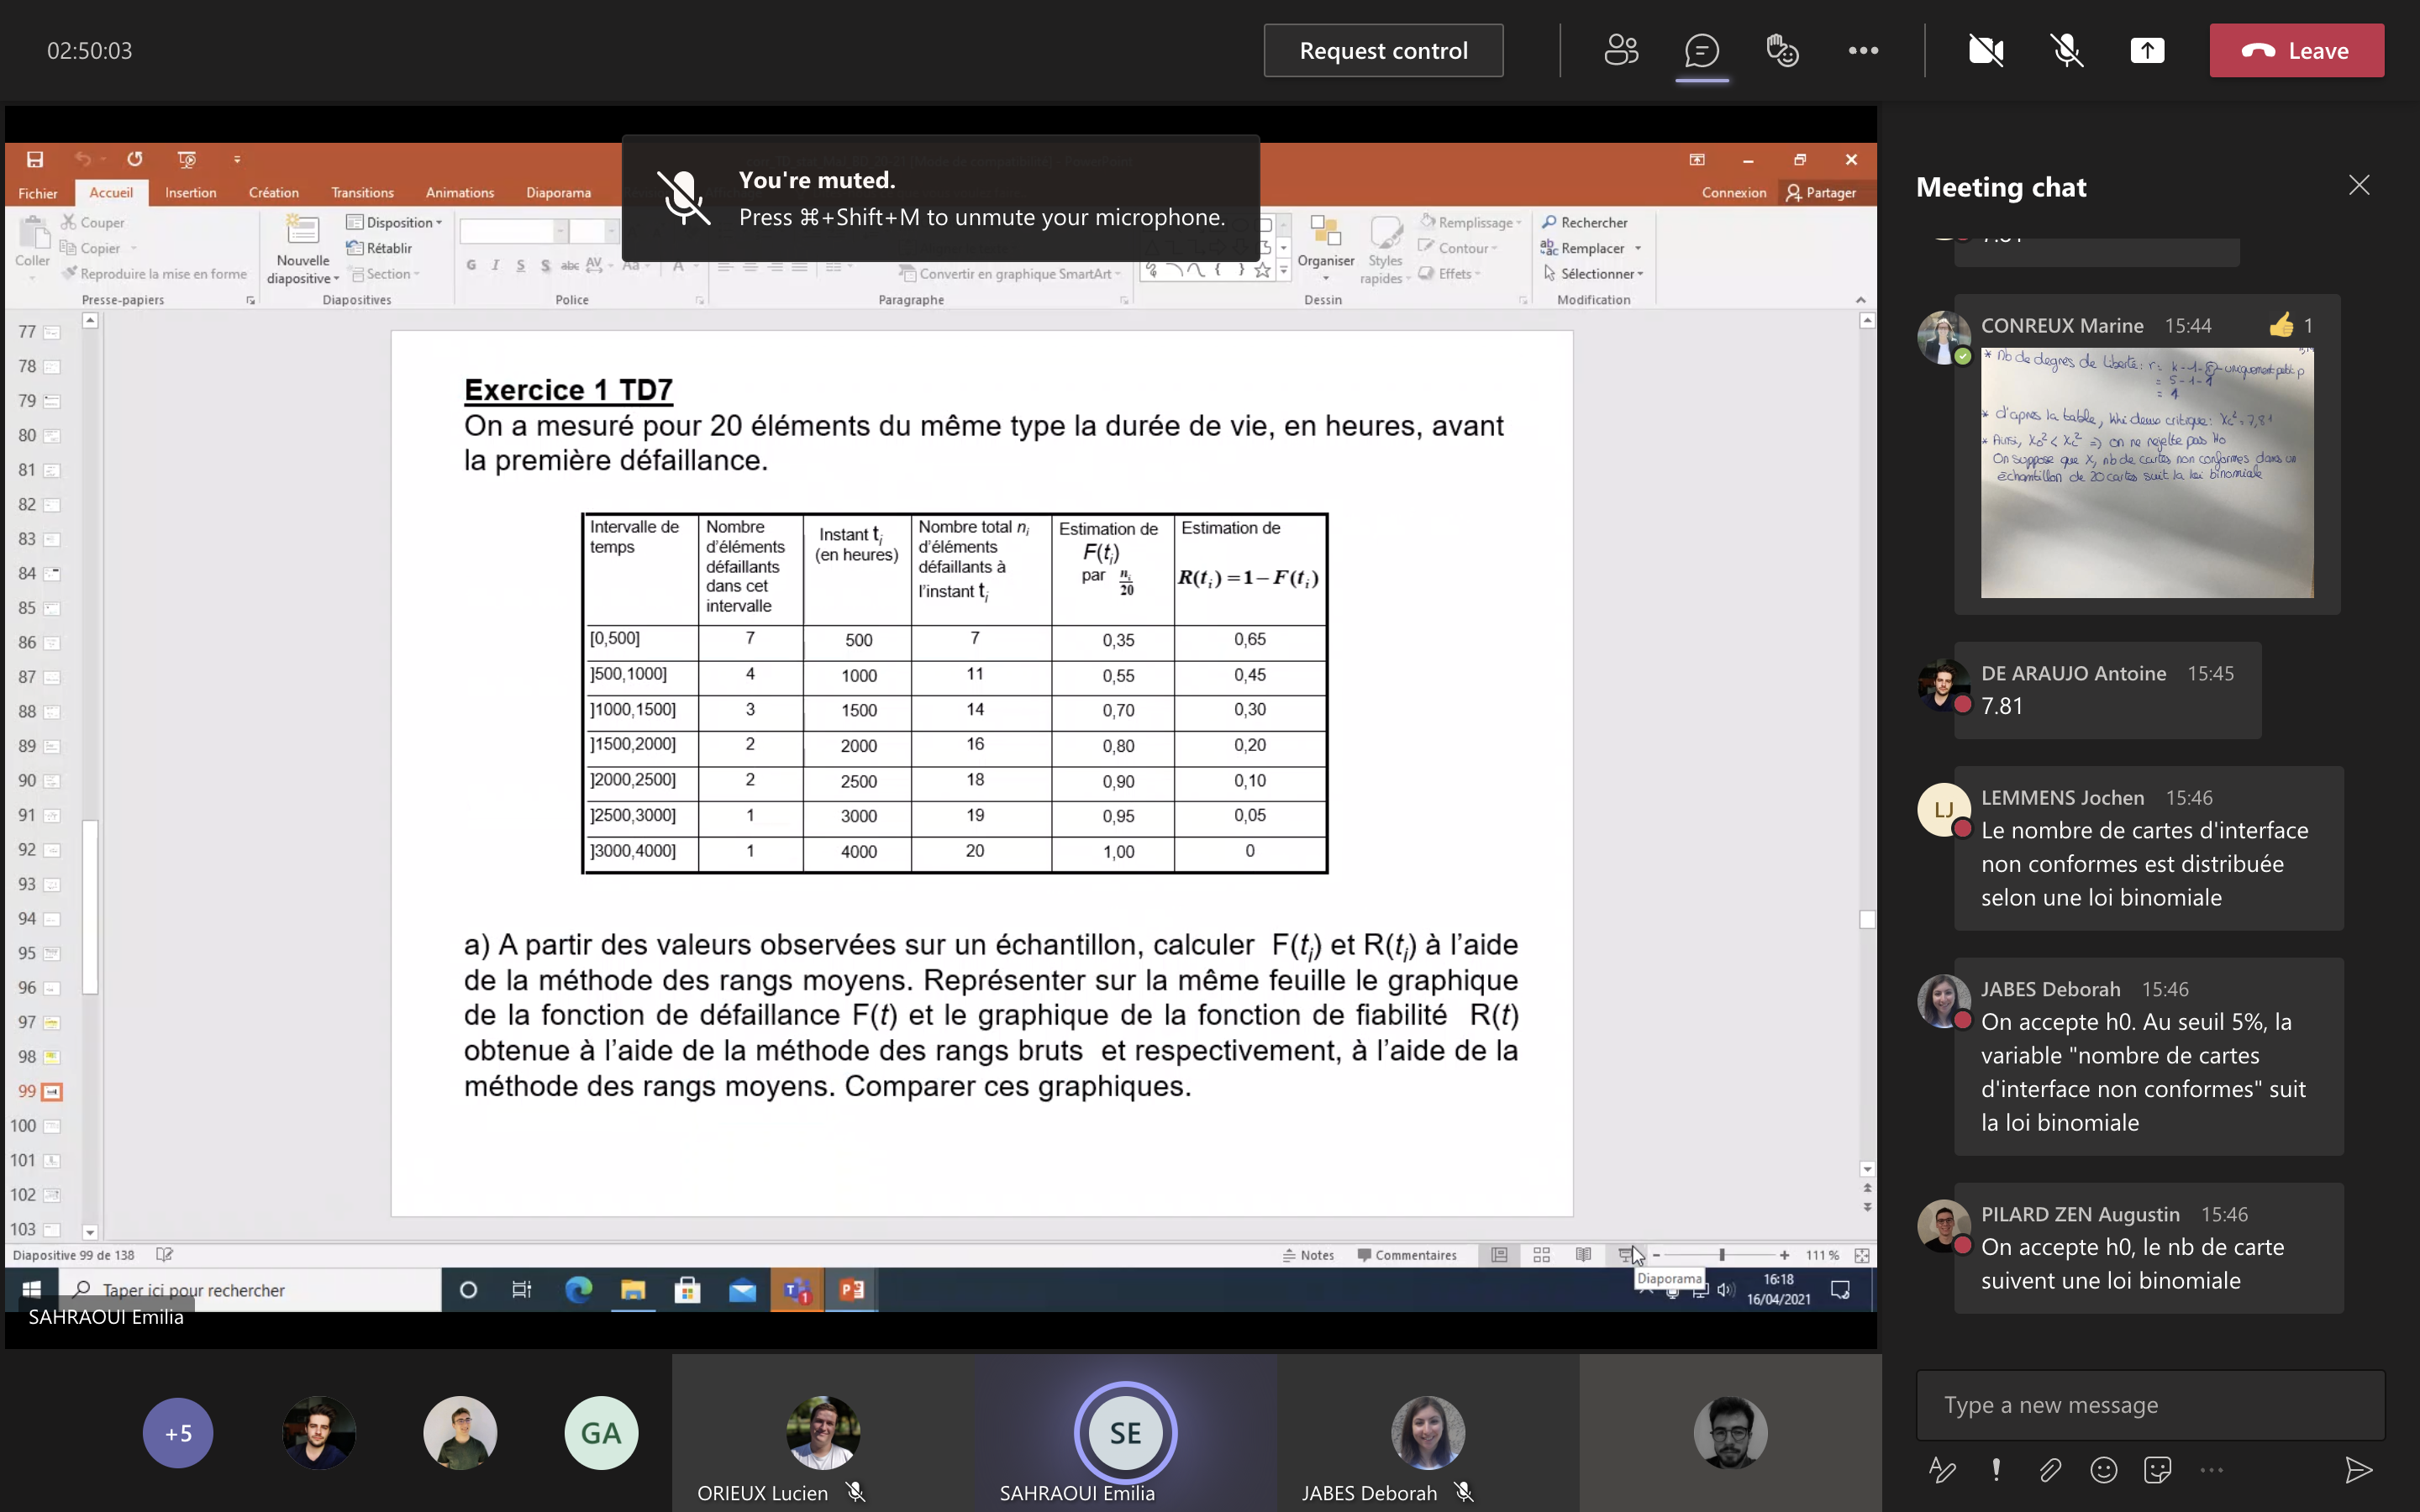 02:50:03
Request control
Leave
You're muted.
Press ⌘+Shift+M to unmute your microphone.
Fichier
Accueil
Insertion
Création
Transitions
Animations
Diaporama
Connexion
Partager
Coller
Couper
Copier
Reproduire la mise en forme
Presse-papiers
Nouvelle
diapositive
Disposition
Rétablir
Section
Diapositives
G I S S abc AV Aa A
Police
Convertir en graphique SmartArt
Paragraphe
Organiser
Styles
rapides
Remplissage
Contour
Effets
Dessin
Rechercher
Remplacer
Sélectionner
Modification
77
78
79
80
81
82
83
84
85
86
87
88
89
90
91
92
93
94
95
96
97
98
99
100
101
102
103
Exercice 1 TD7
On a mesuré pour 20 éléments du même type la durée de vie, en heures, avant
la première défaillance.
Intervalle de
temps
Nombre
d'éléments
défaillants
dans cet
intervalle
Instant ti
(en heures)
Nombre total ni
d'éléments
défaillants à
l'instant ti
Estimation de
F(ti)
par ni/20
Estimation de
R(ti)=1−F(ti)
[0,500] 7 500 7 0,35 0,65
]500,1000] 4 1000 11 0,55 0,45
]1000,1500] 3 1500 14 0,70 0,30
]1500,2000] 2 2000 16 0,80 0,20
]2000,2500] 2 2500 18 0,90 0,10
]2500,3000] 1 3000 19 0,95 0,05
]3000,4000] 1 4000 20 1,00 0
a) A partir des valeurs observées sur un échantillon, calculer F(ti) et R(ti) à l'aide
de la méthode des rangs moyens. Représenter sur la même feuille le graphique
de la fonction de défaillance F(t) et le graphique de la fonction de fiabilité R(t)
obtenue à l'aide de la méthode des rangs bruts et respectivement, à l'aide de la
méthode des rangs moyens. Comparer ces graphiques.
Diapositive 99 de 138
Notes
Commentaires
111 %
Diaporama
Taper ici pour rechercher
16:18
16/04/2021
SAHRAOUI Emilia
+5
GA
ORIEUX Lucien
SE
SAHRAOUI Emilia
JABES Deborah
Meeting chat
CONREUX Marine 15:44
1
* Nb de degrés de liberté: r = k-1-
= 5-1-1
* d'après la table, khi deux critique: Xc² = 7,81
* Ainsi, X0² < Xc² => on ne rejette pas H0
On suppose que X, nb de cartes non conformes dans un
échantillon de 20 cartes suit la loi binomiale
DE ARAUJO Antoine 15:45
7.81
LJ
LEMMENS Jochen 15:46
Le nombre de cartes d'interface
non conformes est distribuée
selon une loi binomiale
JABES Deborah 15:46
On accepte h0. Au seuil 5%, la
variable "nombre de cartes
d'interface non conformes" suit
la loi binomiale
PILARD ZEN Augustin 15:46
On accepte h0, le nb de carte
suivent une loi binomiale
Type a new message